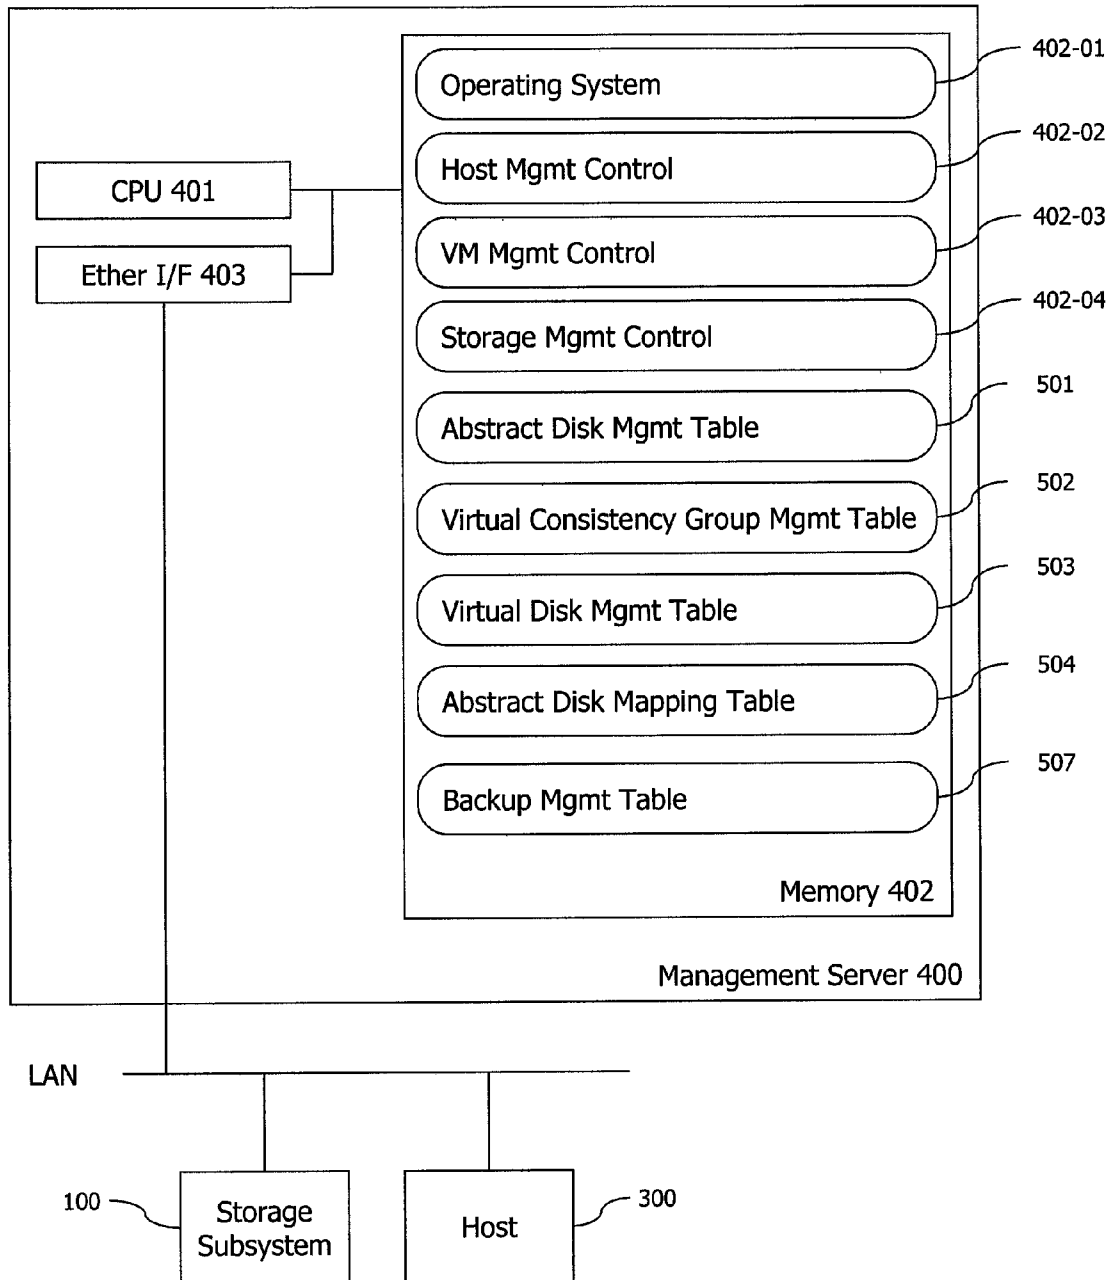 Operating System
402-01
Host Mgmt Control
402-02
CPU 401
VM Mgmt Control
402-03
Ether I/F 403
Storage Mgmt Control
402-04
Abstract Disk Mgmt Table
501
Virtual Consistency Group Mgmt Table
502
Virtual Disk Mgmt Table
503
Abstract Disk Mapping Table
504
Backup Mgmt Table
507
Memory 402
Management Server 400
LAN
100
Storage
Subsystem
Host
300